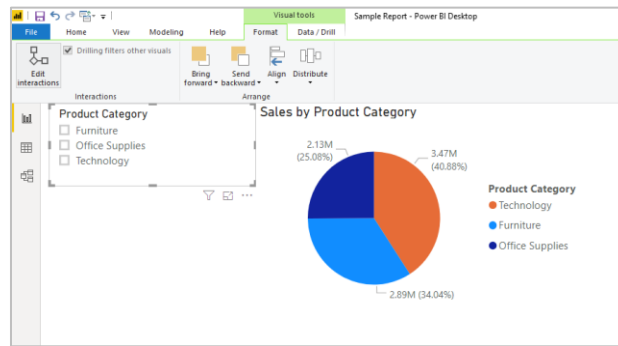 Visual tools
Sample Report - Power BI Desktop
File Home View Modeling Help Format Data / Drill
Edit interactions
Drilling filters other visuals
Bring forward
Send backward
Align
Distribute
Interactions
Arrange
Product Category
Furniture
Office Supplies
Technology
Sales by Product Category
2.13M
(25.08%)
3.47M
(40.88%)
2.89M (34.04%)
Product Category
Technology
Furniture
Office Supplies